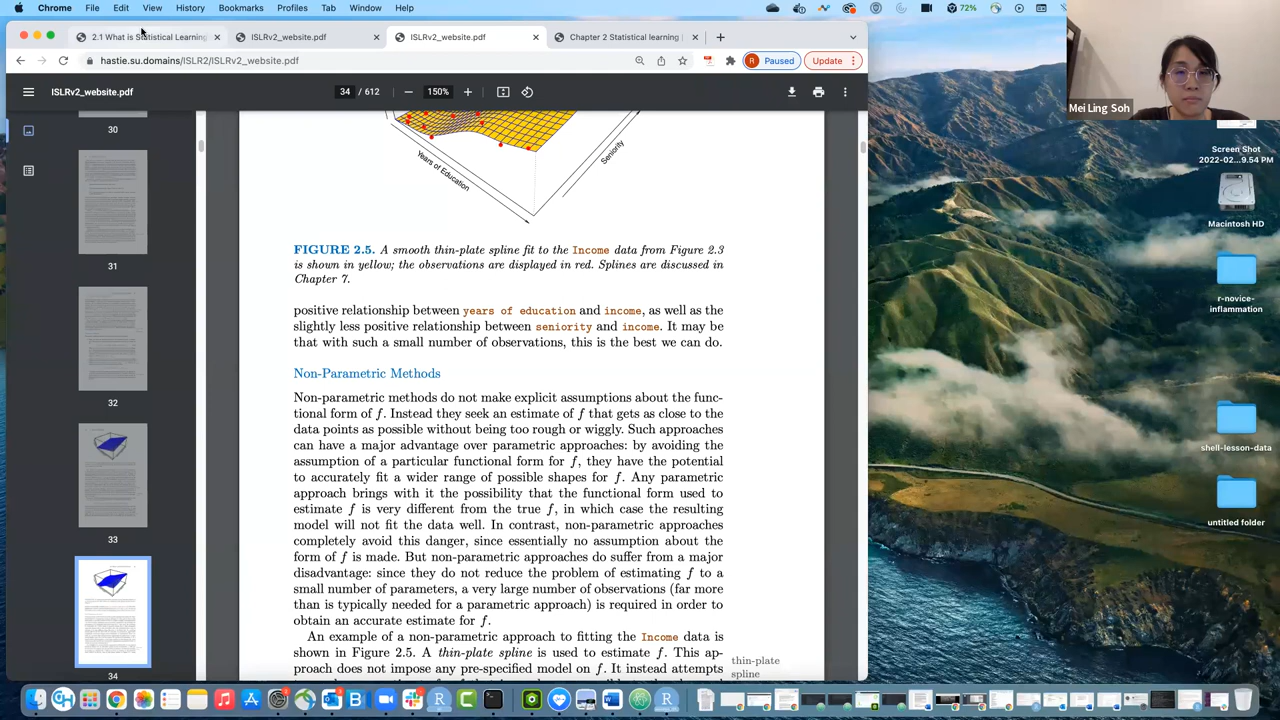 Chrome File Edit View History Bookmarks Profiles Tab Window Help
72%
2.1 What is Statistical Learning
ISLRv2_website.pdf
ISLRv2_website.pdf
Chapter 2 Statistical learning
hastie.su.domains/ISLR2/ISLRv2_website.pdf
R Paused
Update
ISLRv2_website.pdf
34 / 612
150%
30
31
32
33
34
Years of Education
Seniority
FIGURE 2.5. A smooth thin-plate spline fit to the Income data from Figure 2.3
is shown in yellow; the observations are displayed in red. Splines are discussed in
Chapter 7.
positive relationship between years of education and income, as well as the
slightly less positive relationship between seniority and income. It may be
that with such a small number of observations, this is the best we can do.
Non-Parametric Methods
Non-parametric methods do not make explicit assumptions about the func-
tional form of f. Instead they seek an estimate of f that gets as close to the
data points as possible without being too rough or wiggly. Such approaches
can have a major advantage over parametric approaches: by avoiding the
assumption of a particular functional form for f, they have the potential
to accurately fit a wider range of possible shapes for f. Any parametric
approach brings with it the possibility that the functional form used to
estimate f is very different from the true f, in which case the resulting
model will not fit the data well. In contrast, non-parametric approaches
completely avoid this danger, since essentially no assumption about the
form of f is made. But non-parametric approaches do suffer from a major
disadvantage: since they do not reduce the problem of estimating f to a
small number of parameters, a very large number of observations (far more
than is typically needed for a parametric approach) is required in order to
obtain an accurate estimate for f.
An example of a non-parametric approach to fitting the Income data is
shown in Figure 2.5. A thin-plate spline is used to estimate f. This ap-
proach does not impose any pre-specified model on f. It instead attempts
thin-plate
spline
Mei Ling Soh
Screen Shot
2022-02...9.54 PM
Macintosh HD
r-novice-
inflammation
shell-lesson-data
untitled folder